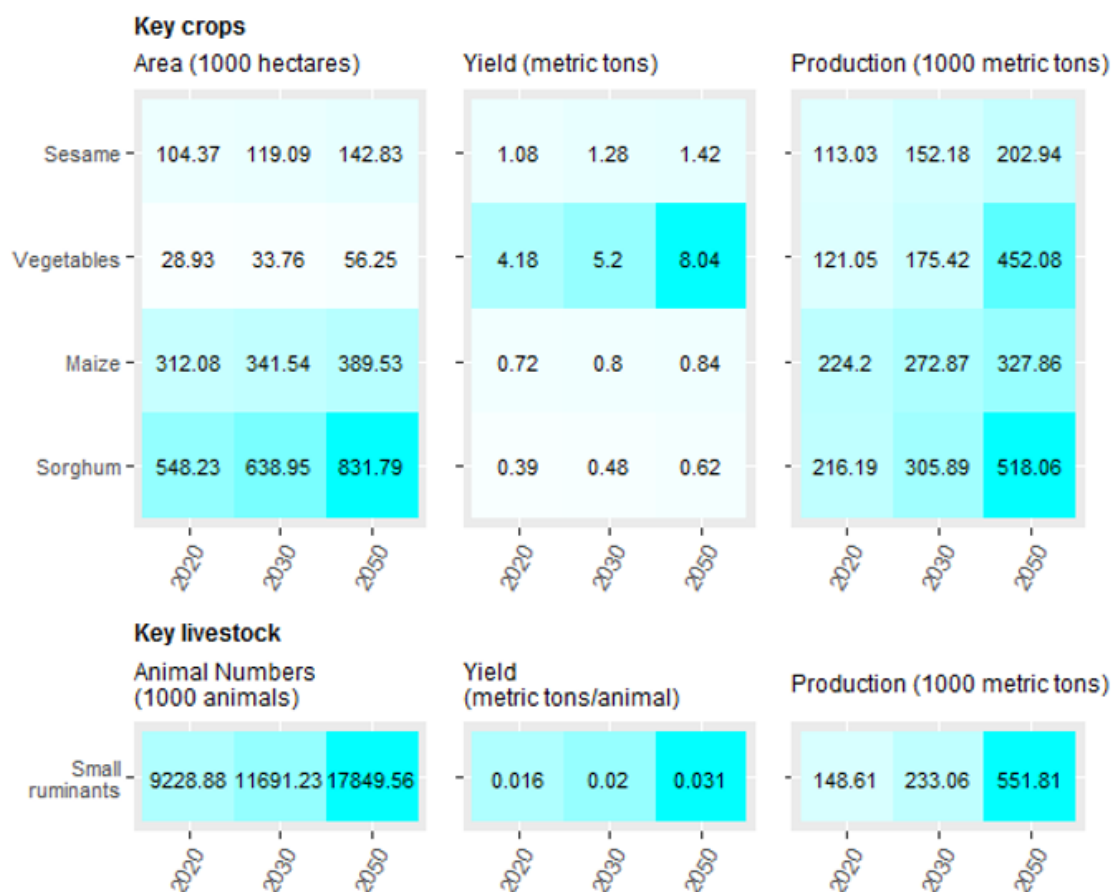 Key crops
Area (1000 hectares) Yield (metric tons) Production (1000 metric tons)
Sesame 104.37 119.09 142.83 1.08 1.28 1.42 113.03 152.18 202.94
Vegetables 28.93 33.76 56.25 4.18 5.2 8.04 121.05 175.42 452.08
Maize 312.08 341.54 389.53 0.72 0.8 0.84 224.2 272.87 327.86
Sorghum 548.23 638.95 831.79 0.39 0.48 0.62 216.19 305.89 518.06
2020 2030 2050 2020 2030 2050 2020 2030 2050
Key livestock
Animal Numbers
(1000 animals)
Yield
(metric tons/animal)
Production (1000 metric tons)
Small
ruminants
9228.88 11691.23 17849.56 0.016 0.02 0.031 148.61 233.06 551.81
2020 2030 2050 2020 2030 2050 2020 2030 2050